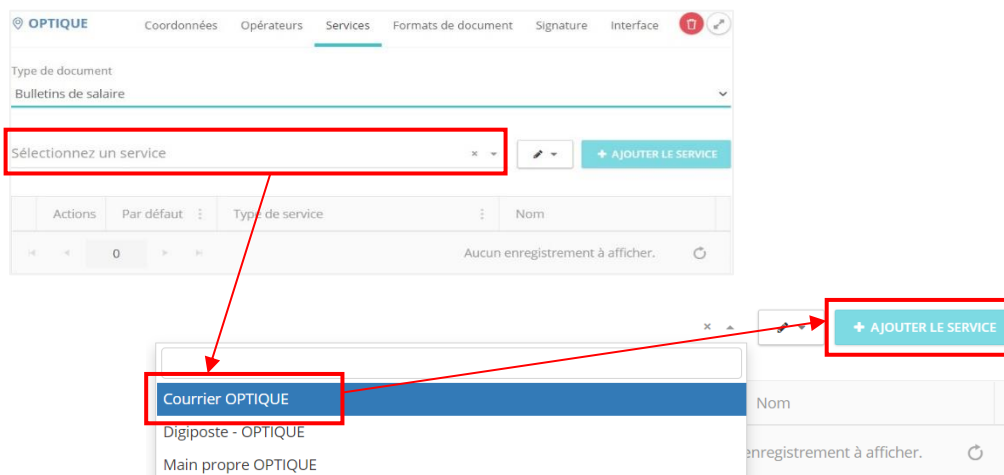 OPTIQUE Coordonnées Opérateurs Services Formats de document Signature Interface
Type de document
Bulletins de salaire
Sélectionnez un service + AJOUTER LE SERVICE
Actions Par défaut Type de service Nom
0 Aucun enregistrement à afficher.
+ AJOUTER LE SERVICE
Courrier OPTIQUE
Nom
Digiposte - OPTIQUE
enregistrement à afficher.
Main propre OPTIQUE